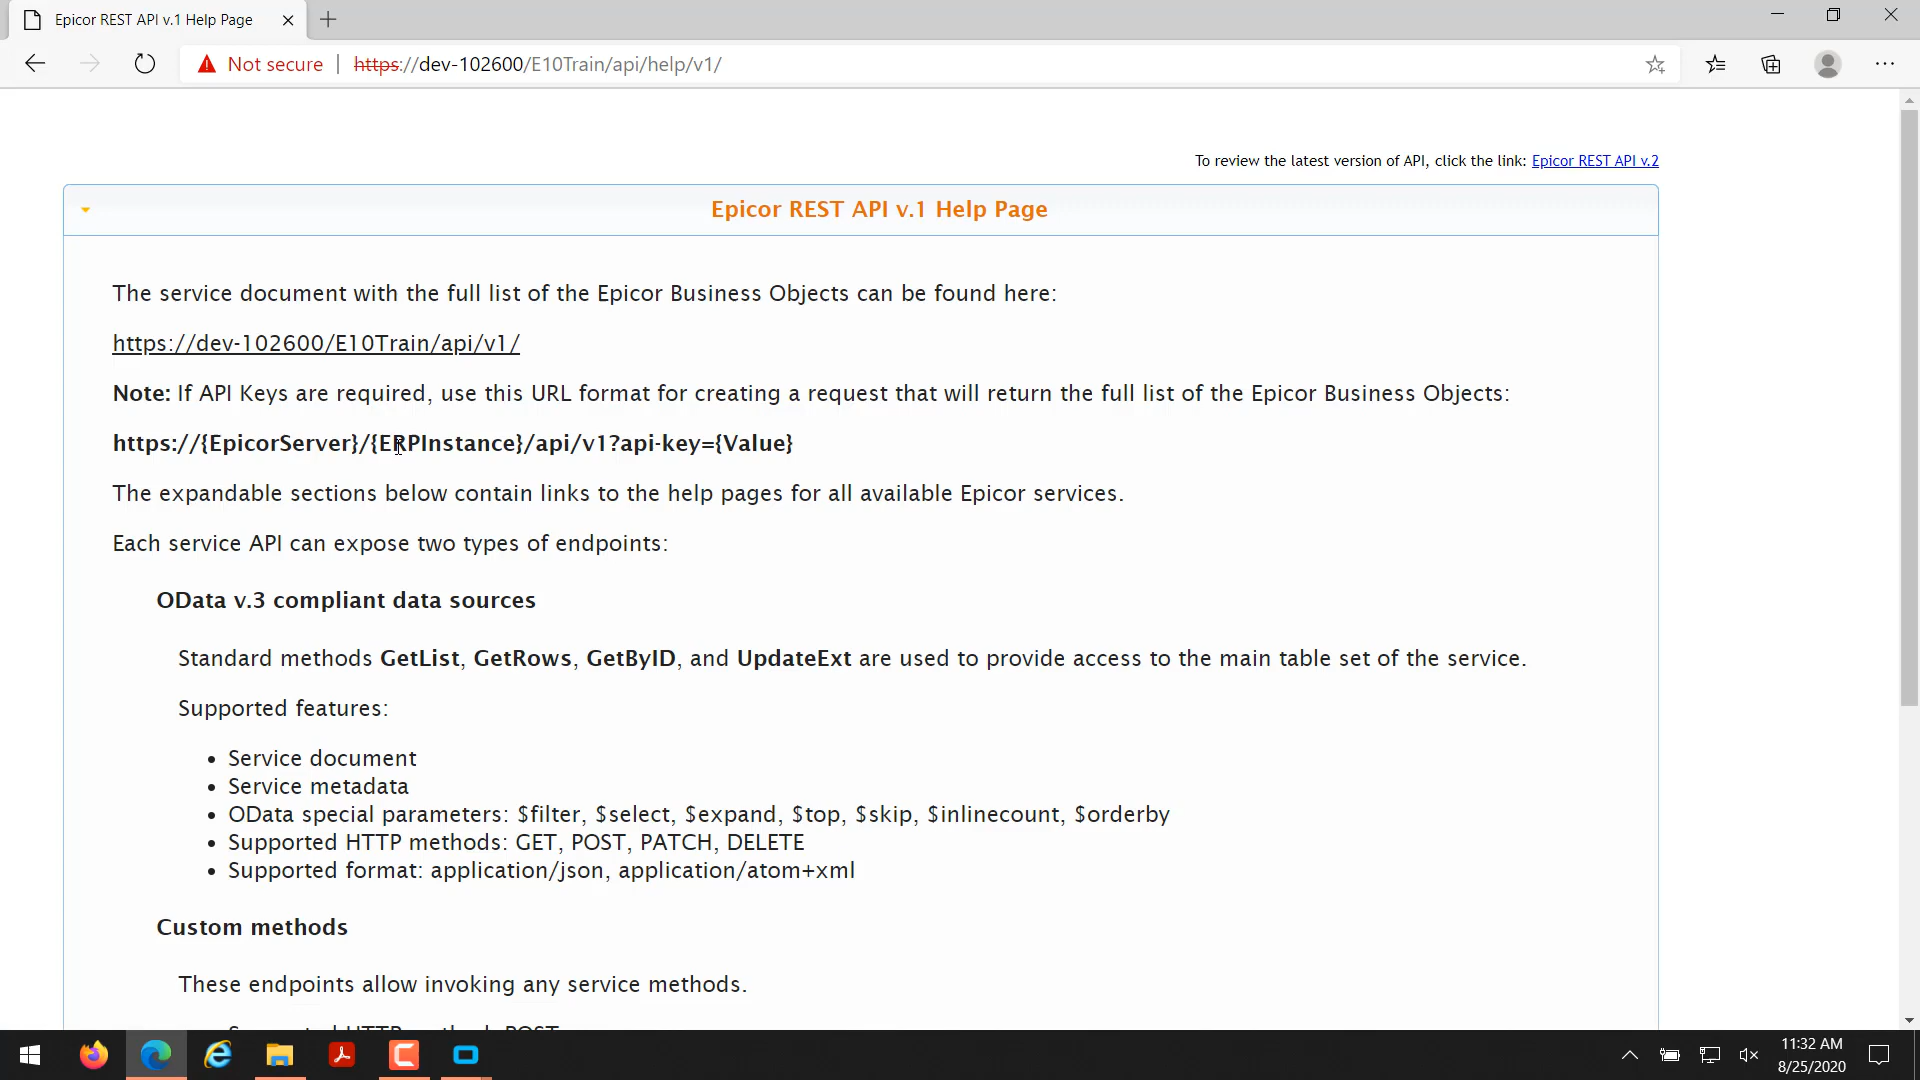 Epicor REST API v.1 Help Page
Not secure | https://dev-102600/E10Train/api/help/v1/
To review the latest version of API, click the link: Epicor REST API v.2
Epicor REST API v.1 Help Page
The service document with the full list of the Epicor Business Objects can be found here:
https://dev-102600/E10Train/api/v1/
Note: If API Keys are required, use this URL format for creating a request that will return the full list of the Epicor Business Objects:
https://{EpicorServer}/{ERPInstance}/api/v1?api-key={Value}
The expandable sections below contain links to the help pages for all available Epicor services.
Each service API can expose two types of endpoints:
OData v.3 compliant data sources
Standard methods GetList, GetRows, GetByID, and UpdateExt are used to provide access to the main table set of the service.
Supported features:
• Service document
• Service metadata
• OData special parameters: $filter, $select, $expand, $top, $skip, $inlinecount, $orderby
• Supported HTTP methods: GET, POST, PATCH, DELETE
• Supported format: application/json, application/atom+xml
Custom methods
These endpoints allow invoking any service methods.
11:32 AM
8/25/2020